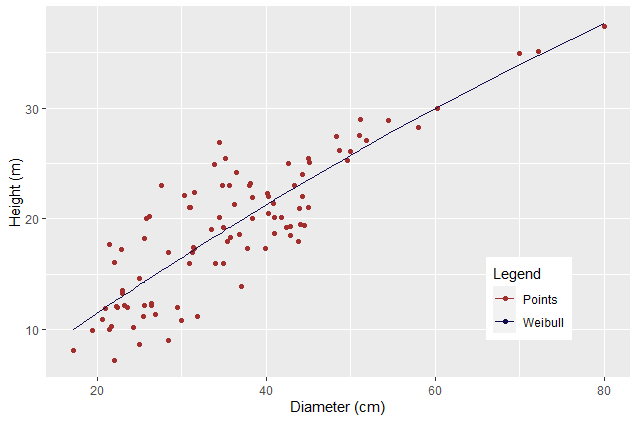 Height (m)
30
20
10
Legend
Points
Weibull
20 40 60 80
Diameter (cm)